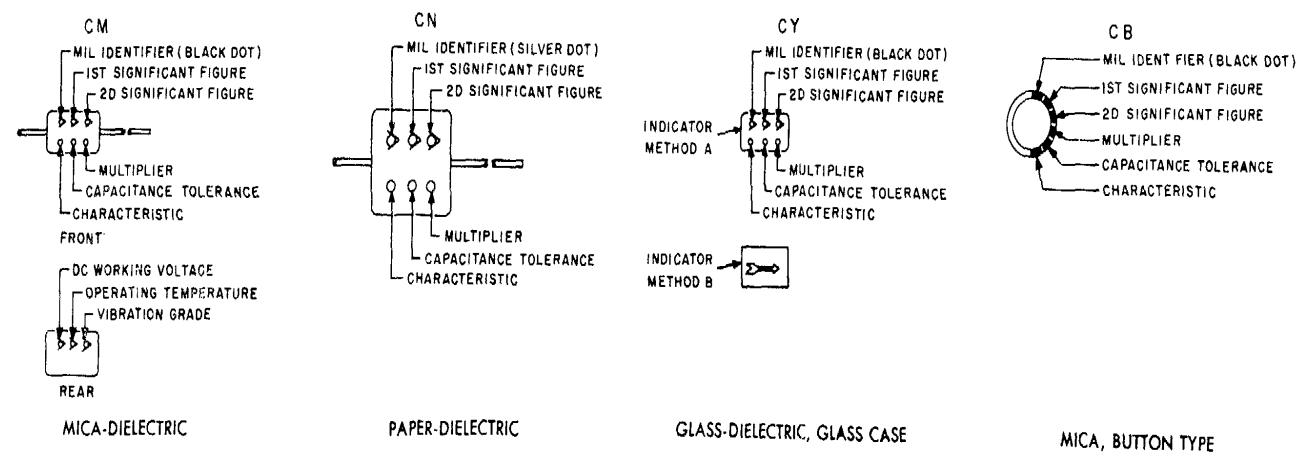 CM
MIL IDENTIFIER (BLACK DOT)
1ST SIGNIFICANT FIGURE
2D SIGNIFICANT FIGURE
MULTIPLIER
CAPACITANCE TOLERANCE
CHARACTERISTIC
FRONT
DC WORKING VOLTAGE
OPERATING TEMPERATURE
VIBRATION GRADE
REAR
MICA-DIELECTRIC
CN
MIL IDENTIFIER (SILVER DOT)
1ST SIGNIFICANT FIGURE
2D SIGNIFICANT FIGURE
MULTIPLIER
CAPACITANCE TOLERANCE
CHARACTERISTIC
PAPER-DIELECTRIC
CY
MIL IDENTIFIER (BLACK DOT)
1ST SIGNIFICANT FIGURE
2D SIGNIFICANT FIGURE
INDICATOR
METHOD A
MULTIPLIER
CAPACITANCE TOLERANCE
CHARACTERISTIC
INDICATOR
METHOD B
GLASS-DIELECTRIC, GLASS CASE
CB
MIL IDENTIFIER (BLACK DOT)
1ST SIGNIFICANT FIGURE
2D SIGNIFICANT FIGURE
MULTIPLIER
CAPACITANCE TOLERANCE
CHARACTERISTIC
MICA, BUTTON TYPE